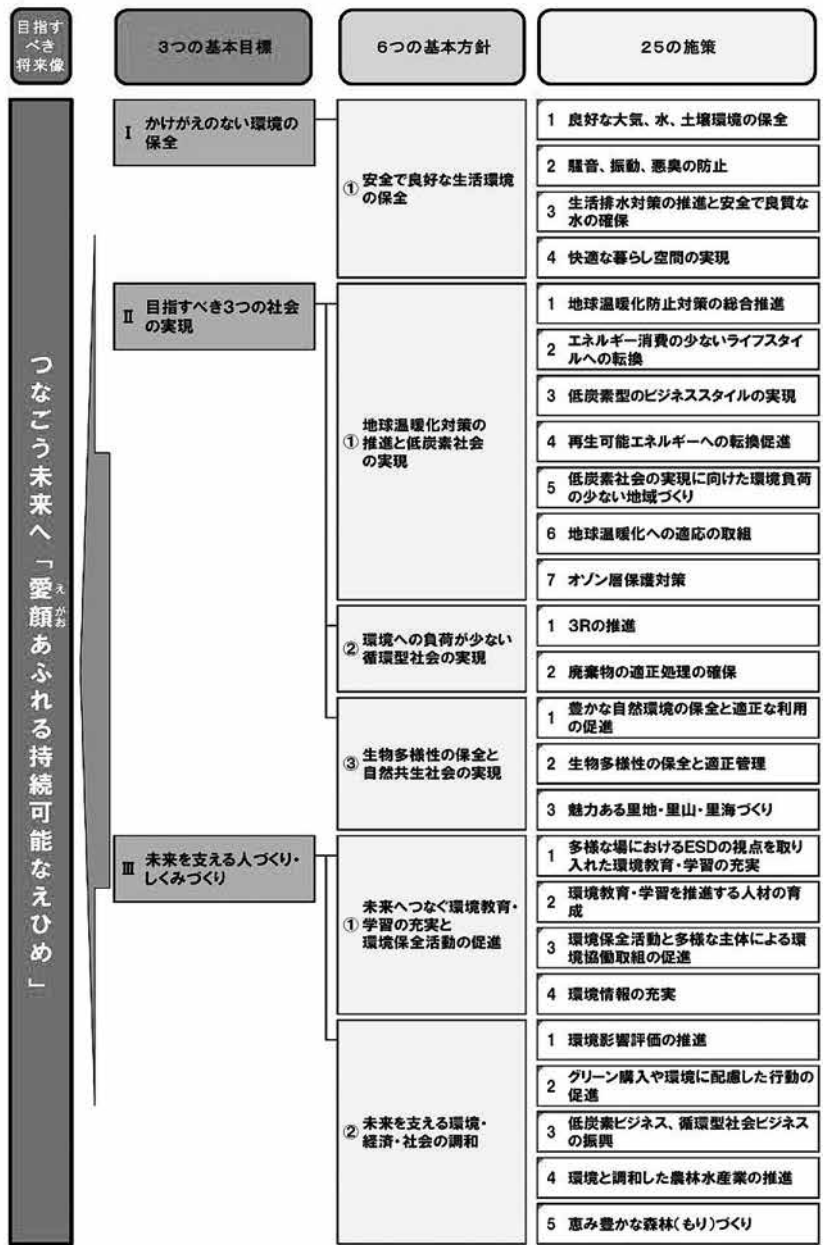 目指す
べき
将来像
3つの基本目標
6つの基本方針
25の施策
つなごう未来へ「愛顔あふれる持続可能なえひめ」
え
がお
Ⅰ かけがえのない環境の
保全
① 安全で良好な生活環境
の保全
1 良好な大気、水、土壌環境の保全
2 騒音、振動、悪臭の防止
3 生活排水対策の推進と安全で良質な
水の確保
4 快適な暮らし空間の実現
Ⅱ 目指すべき3つの社会
の実現
① 地球温暖化対策の
推進と低炭素社会
の実現
1 地球温暖化防止対策の総合推進
2 エネルギー消費の少ないライフスタイ
ルへの転換
3 低炭素型のビジネススタイルの実現
4 再生可能エネルギーへの転換促進
5 低炭素社会の実現に向けた環境負荷
の少ない地域づくり
6 地球温暖化への適応の取組
7 オゾン層保護対策
② 環境への負荷が少ない
循環型社会の実現
1 3Rの推進
2 廃棄物の適正処理の確保
③ 生物多様性の保全と
自然共生社会の実現
1 豊かな自然環境の保全と適正な利用
の促進
2 生物多様性の保全と適正管理
3 魅力ある里地・里山・里海づくり
Ⅲ 未来を支える人づくり・
しくみづくり
① 未来へつなぐ環境教育・
学習の充実と
環境保全活動の促進
1 多様な場におけるESDの視点を取り
入れた環境教育・学習の充実
2 環境教育・学習を推進する人材の育
成
3 環境保全活動と多様な主体による環
境協働取組の促進
4 環境情報の充実
② 未来を支える環境・
経済・社会の調和
1 環境影響評価の推進
2 グリーン購入や環境に配慮した行動の
促進
3 低炭素ビジネス、循環型社会ビジネス
の振興
4 環境と調和した農林水産業の推進
5 恵み豊かな森林(もり)づくり